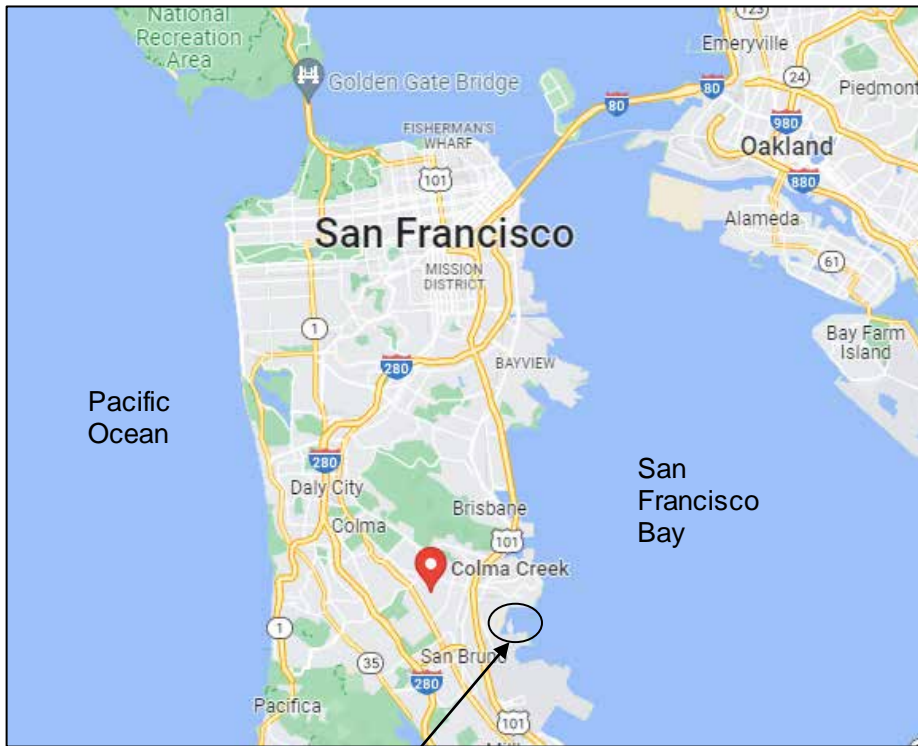 National
Recreation
Area
123
Emeryville
24
Piedmont
Golden Gate Bridge
80
80
980
FISHERMAN'S
WHARF
Oakland
101
880
San Francisco
Alameda
61
MISSION
DISTRICT
1
Bay Farm
Island
280
BAYVIEW
Pacific
Ocean
280
Daly City
San
Francisco
Bay
Brisbane
Colma
101
Colma Creek
1
35
San Bruno
280
Pacifica
101